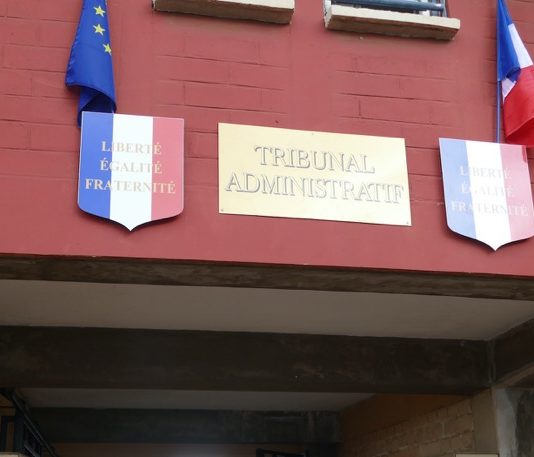 LIBERTÉ
ÉGALITÉ
FRATERNITÉ
TRIBUNAL
ADMINISTRATIF
LIBERTÉ
ÉGALITÉ
FRATERNITÉ